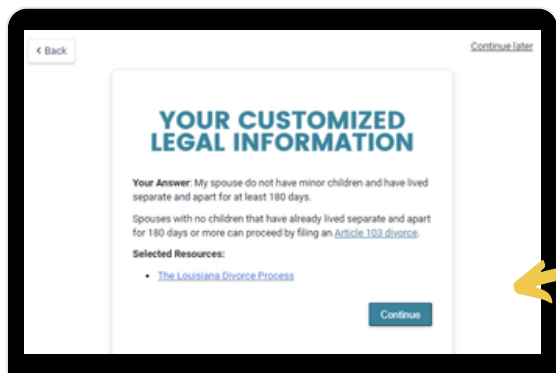 < Back
Continue later
YOUR CUSTOMIZED
LEGAL INFORMATION
Your Answer: My spouse do not have minor children and have lived
separate and apart for at least 180 days.
Spouses with no children that have already lived separate and apart
for 180 days or more can proceed by filing an Article 103 divorce.
Selected Resources:
• The Louisiana Divorce Process
Continue